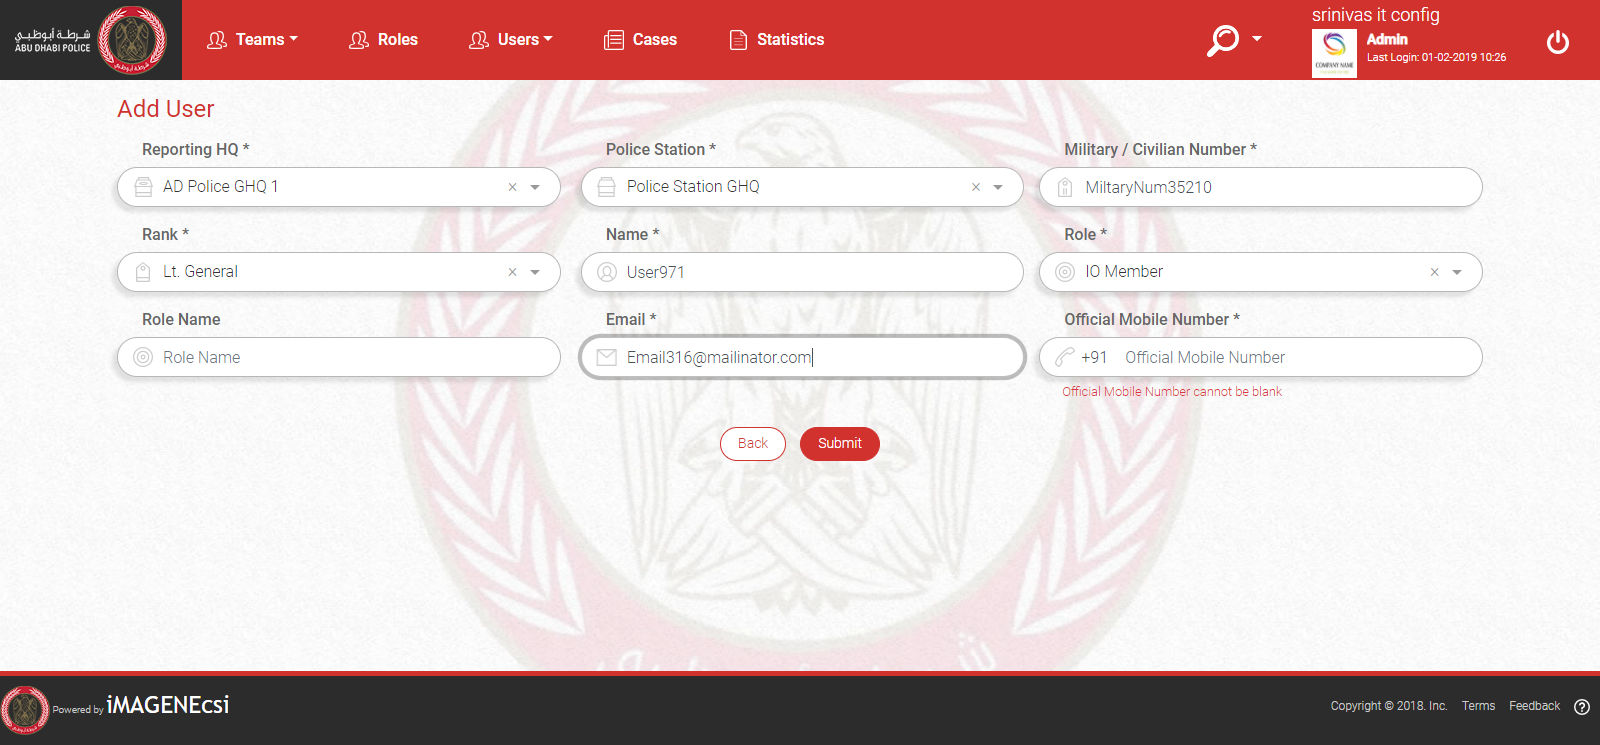 شرطة أبوظبي
ABU DHABI POLICE
Teams
Roles
Users
Cases
Statistics
srinivas it config
COMPANY NAME
Admin
Last Login: 01-02-2019 10:26
Add User
Reporting HQ *
Police Station *
Military / Civilian Number *
AD Police GHQ 1
Police Station GHQ
MiltaryNum35210
Rank *
Name *
Role *
Lt. General
User971
IO Member
Role Name
Email *
Official Mobile Number *
Role Name
Email316@mailinator.com
+91 Official Mobile Number
Official Mobile Number cannot be blank
Back
Submit
Powered by iMAGENEcsi
Copyright © 2018. Inc.
Terms
Feedback